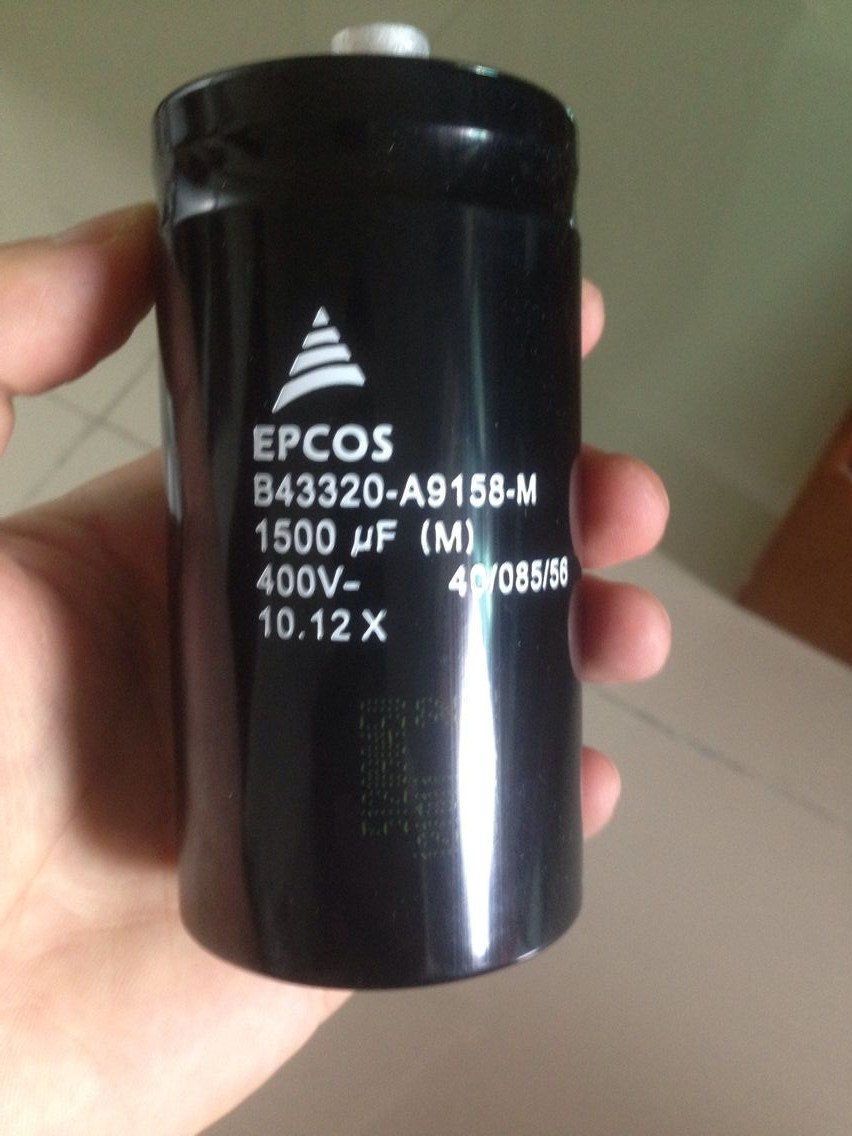 EPCOS
B43320-A9158-M
1500 µF (M)
400V- 40/085/56
10.12 X